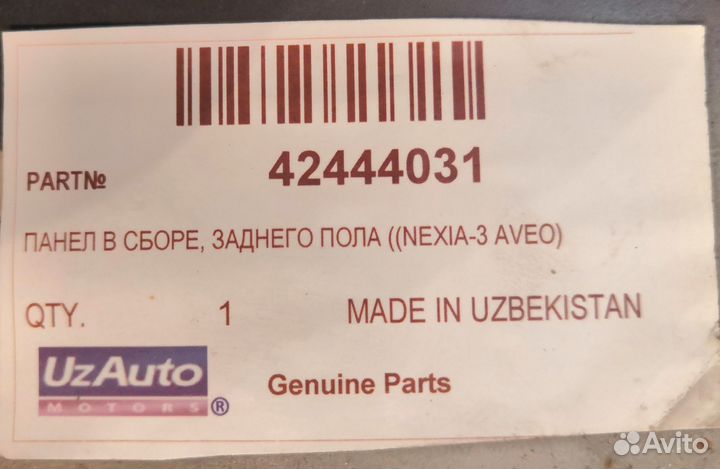 PART№ 42444031
ПАНЕЛ В СБОРЕ, ЗАДНЕГО ПОЛА ((NEXIA-3 AVEO)
QTY. 1 MADE IN UZBEKISTAN
UzAuto
MOTORS®
Genuine Parts
Avito